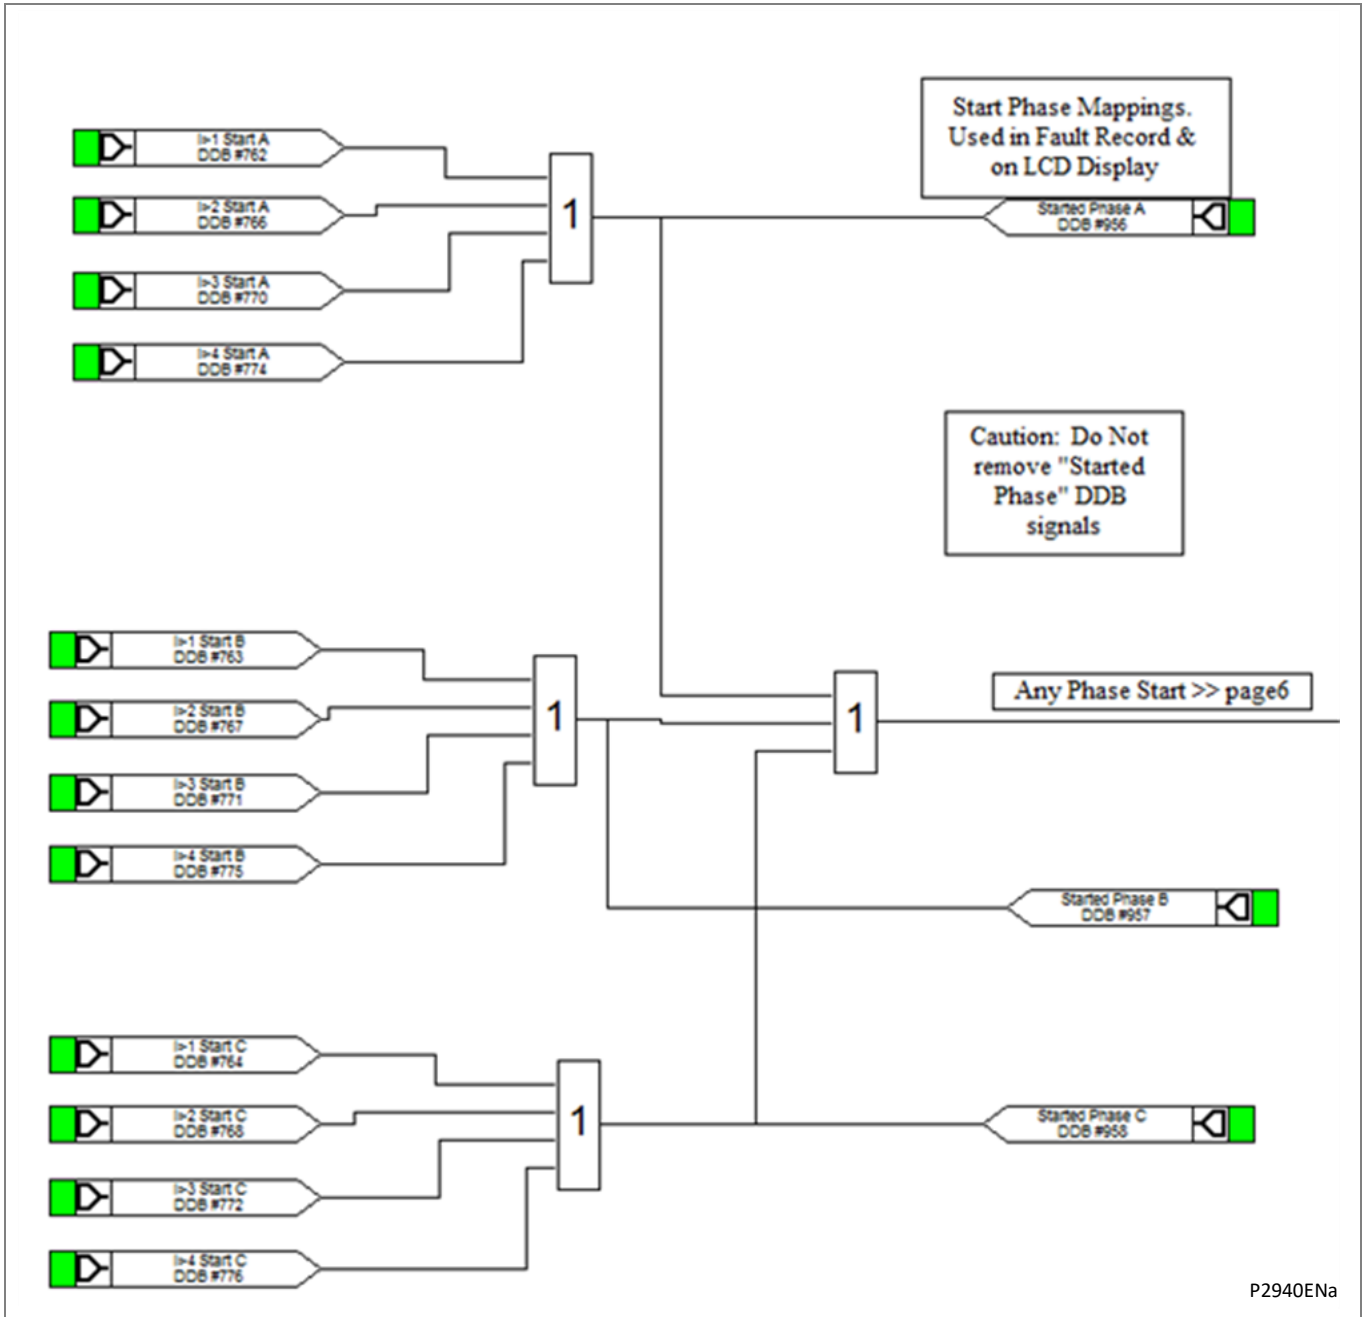 Start Phase Mappings.
Used in Fault Record &
on LCD Display
I>1 Start A
DDB #762
I>2 Start A
DDB #766
I>3 Start A
DDB #770
I>4 Start A
DDB #774
1
Started Phase A
DDB #956
Caution: Do Not
remove "Started
Phase" DDB
signals
I>1 Start B
DDB #763
I>2 Start B
DDB #767
I>3 Start B
DDB #771
I>4 Start B
DDB #775
1
1
Any Phase Start >> page6
Started Phase B
DDB #957
I>1 Start C
DDB #764
I>2 Start C
DDB #768
I>3 Start C
DDB #772
I>4 Start C
DDB #776
1
Started Phase C
DDB #958
P2940ENa